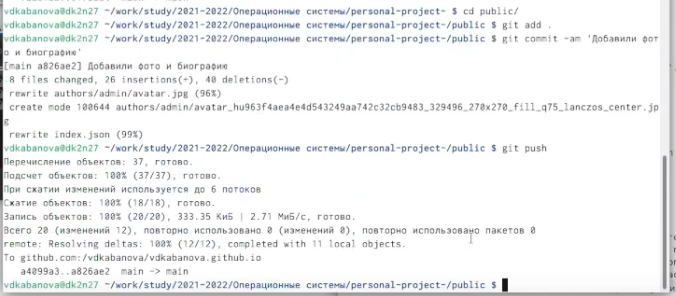 vdkabanova@dk2n27 ~/work/study/2021-2022/Операционные системы/personal-project- $ cd public/
vdkabanova@dk2n27 ~/work/study/2021-2022/Операционные системы/personal-project-/public $ git add .
vdkabanova@dk2n27 ~/work/study/2021-2022/Операционные системы/personal-project-/public $ git commit -am 'Добавили фот
о и биографию'
[main a826ae2] Добавили фото и биографию
 8 files changed, 26 insertions(+), 40 deletions(-)
 rewrite authors/admin/avatar.jpg (96%)
 create mode 100644 authors/admin/avatar_hu963f4aea4e4d543249aa742c32cb9483_329496_270x270_fill_q75_lanczos_center.jp
g
 rewrite index.json (99%)
vdkabanova@dk2n27 ~/work/study/2021-2022/Операционные системы/personal-project-/public $ git push
Перечисление объектов: 37, готово.
Подсчет объектов: 100% (37/37), готово.
При сжатии изменений используется до 6 потоков
Сжатие объектов: 100% (18/18), готово.
Запись объектов: 100% (20/20), 333.35 КиБ | 2.71 МиБ/с, готово.
Всего 20 (изменений 12), повторно использовано 0 (изменений 0), повторно использовано пакетов 0
remote: Resolving deltas: 100% (12/12), completed with 11 local objects.
To github.com:/vdkabanova/vdkabanova.github.io
   a4099a3..a826ae2  main -> main
vdkabanova@dk2n27 ~/work/study/2021-2022/Операционные системы/personal-project-/public $